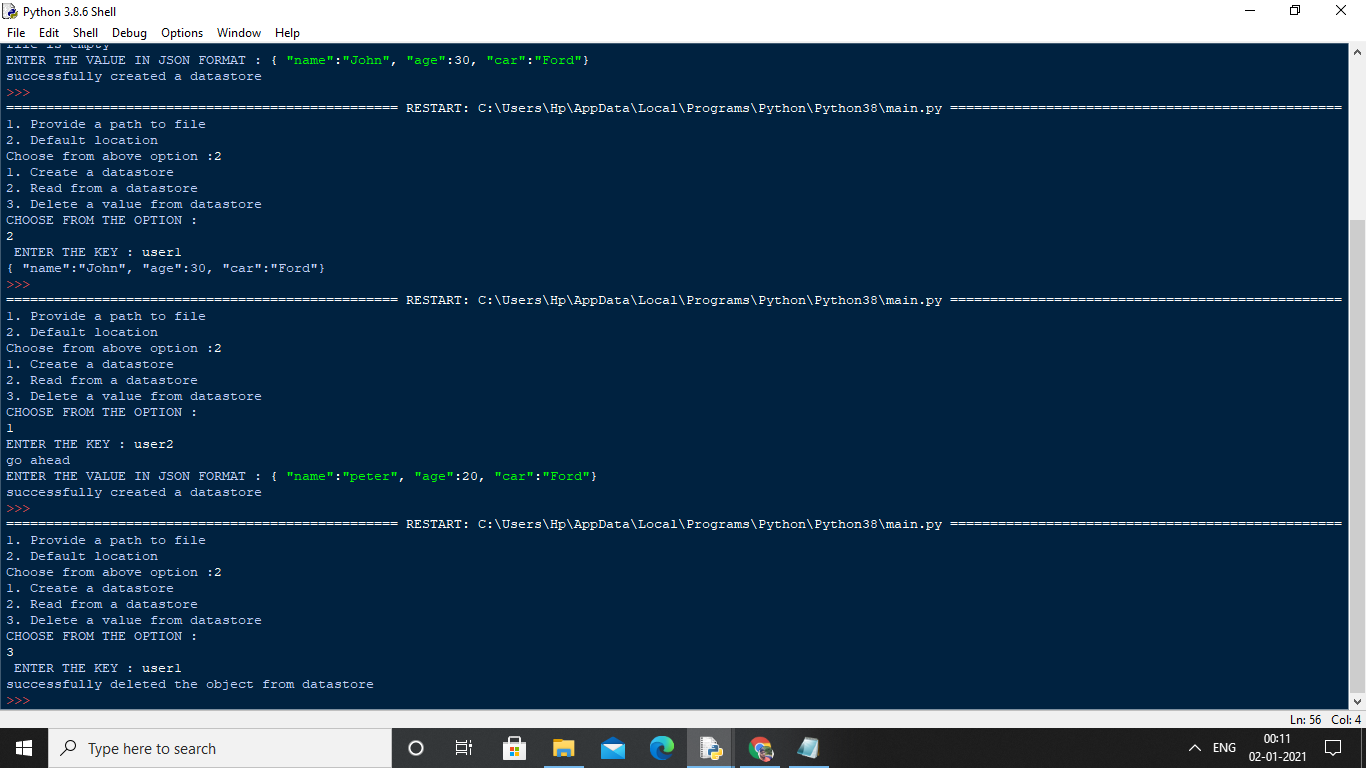 Python 3.8.6 Shell
File Edit Shell Debug Options Window Help
file is empty
ENTER THE VALUE IN JSON FORMAT : { "name":"John", "age":30, "car":"Ford"}
successfully created a datastore
>>>
================================================= RESTART: C:\Users\Hp\AppData\Local\Programs\Python\Python38\main.py =================================================
1. Provide a path to file
2. Default location
Choose from above option :2
1. Create a datastore
2. Read from a datastore
3. Delete a value from datastore
CHOOSE FROM THE OPTION :
2
ENTER THE KEY : user1
{ "name":"John", "age":30, "car":"Ford"}
>>>
================================================= RESTART: C:\Users\Hp\AppData\Local\Programs\Python\Python38\main.py =================================================
1. Provide a path to file
2. Default location
Choose from above option :2
1. Create a datastore
2. Read from a datastore
3. Delete a value from datastore
CHOOSE FROM THE OPTION :
1
ENTER THE KEY : user2
go ahead
ENTER THE VALUE IN JSON FORMAT : { "name":"peter", "age":20, "car":"Ford"}
successfully created a datastore
>>>
================================================= RESTART: C:\Users\Hp\AppData\Local\Programs\Python\Python38\main.py =================================================
1. Provide a path to file
2. Default location
Choose from above option :2
1. Create a datastore
2. Read from a datastore
3. Delete a value from datastore
CHOOSE FROM THE OPTION :
3
ENTER THE KEY : user1
successfully deleted the object from datastore
>>>
Ln: 56 Col: 4
Type here to search
ENG
00:11
02-01-2021